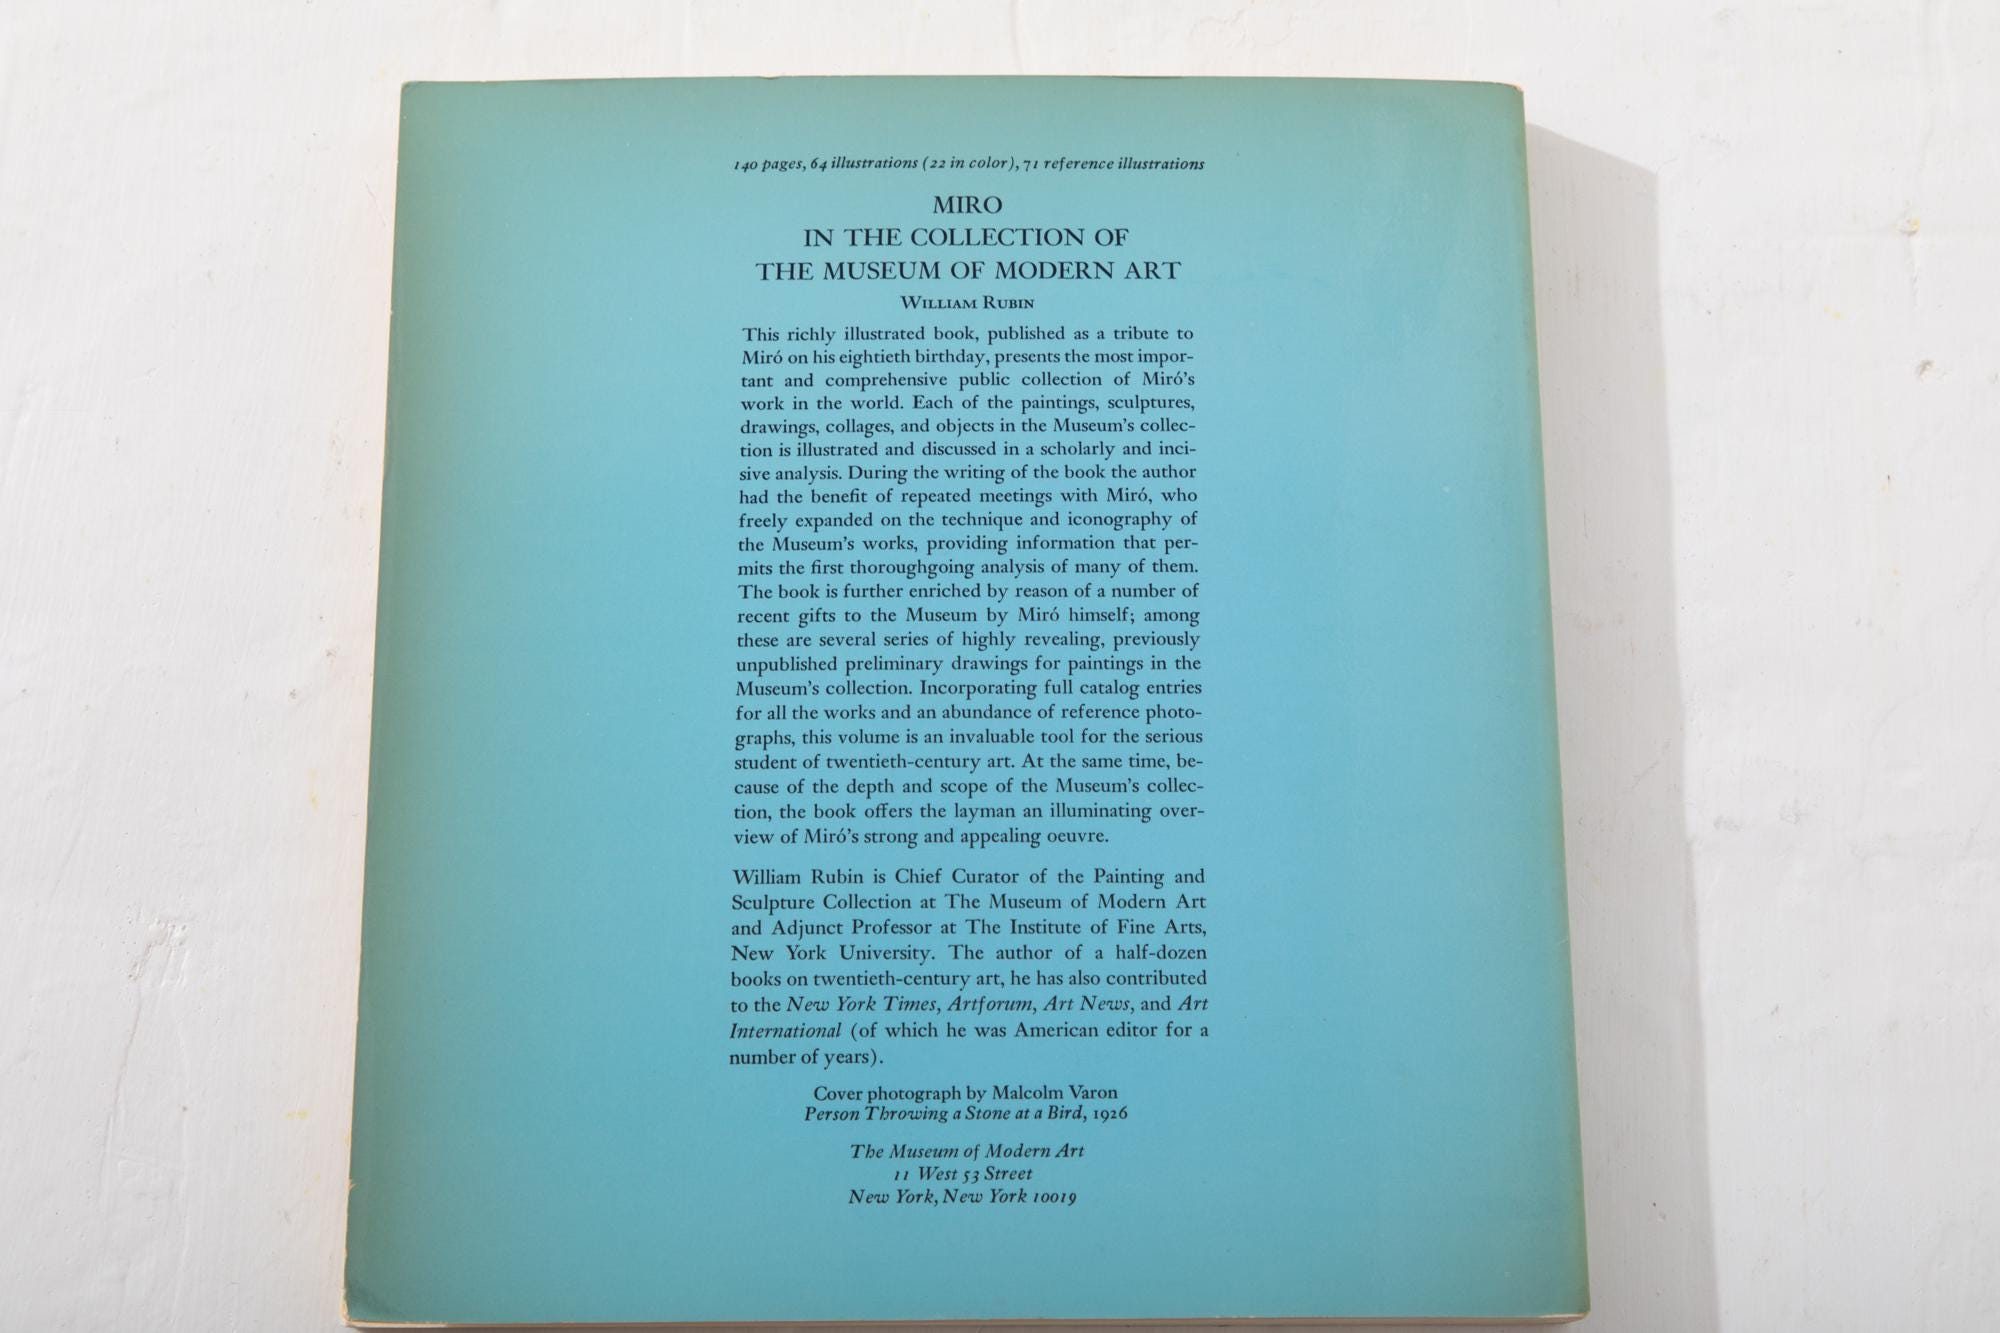 140 pages, 64 illustrations (22 in color), 71 reference illustrations
MIRO
IN THE COLLECTION OF
THE MUSEUM OF MODERN ART
William Rubin
This richly illustrated book, published as a tribute to
Miró on his eightieth birthday, presents the most impor-
tant and comprehensive public collection of Miró's
work in the world. Each of the paintings, sculptures,
drawings, collages, and objects in the Museum's collec-
tion is illustrated and discussed in a scholarly and inci-
sive analysis. During the writing of the book the author
had the benefit of repeated meetings with Miró, who
freely expanded on the technique and iconography of
the Museum's works, providing information that per-
mits the first thoroughgoing analysis of many of them.
The book is further enriched by reason of a number of
recent gifts to the Museum by Miró himself; among
these are several series of highly revealing, previously
unpublished preliminary drawings for paintings in the
Museum's collection. Incorporating full catalog entries
for all the works and an abundance of reference photo-
graphs, this volume is an invaluable tool for the serious
student of twentieth-century art. At the same time, be-
cause of the depth and scope of the Museum's collec-
tion, the book offers the layman an illuminating over-
view of Miró's strong and appealing oeuvre.
William Rubin is Chief Curator of the Painting and
Sculpture Collection at The Museum of Modern Art
and Adjunct Professor at The Institute of Fine Arts,
New York University. The author of a half-dozen
books on twentieth-century art, he has also contributed
to the New York Times, Artforum, Art News, and Art
International (of which he was American editor for a
number of years).
Cover photograph by Malcolm Varon
Person Throwing a Stone at a Bird, 1926
The Museum of Modern Art
11 West 53 Street
New York, New York 10019